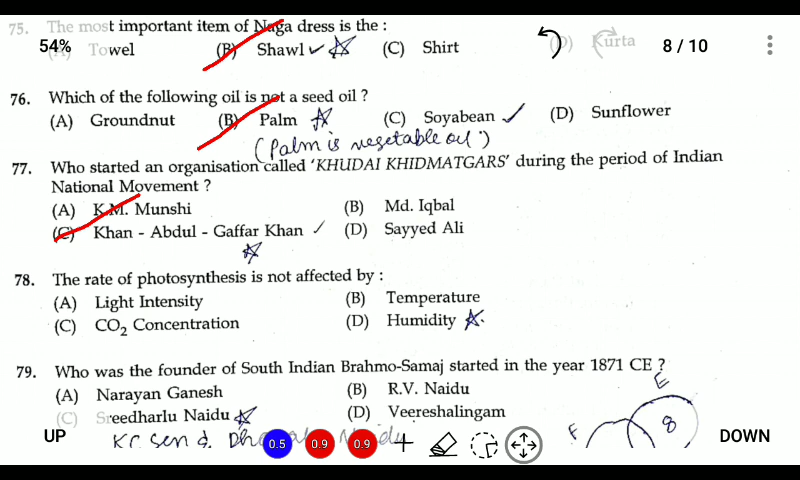 75. The most important item of Naga dress is the :
54% (A) Towel (B) Shawl (C) Shirt (D) Kurta 8 / 10
76. Which of the following oil is not a seed oil ?
(A) Groundnut (B) Palm (C) Soyabean (D) Sunflower
(Palm is vegetable oil)
77. Who started an organisation called 'KHUDAI KHIDMATGARS' during the period of Indian
National Movement ?
(A) K.M. Munshi (B) Md. Iqbal
(C) Khan - Abdul - Gaffar Khan (D) Sayyed Ali
78. The rate of photosynthesis is not affected by :
(A) Light Intensity (B) Temperature
(C) CO₂ Concentration (D) Humidity
79. Who was the founder of South Indian Brahmo-Samaj started in the year 1871 CE ?
(A) Narayan Ganesh (B) R.V. Naidu E
(C) Sreedharlu Naidu (D) Veereshalingam
F 8
UP Kc sen & Naidu DOWN
0.5 0.9 0.9